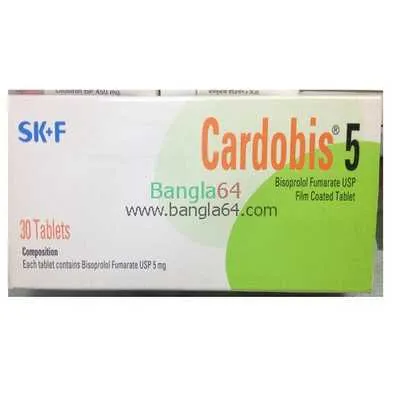 SK+F
Cardobis® 5
Bisoprolol Fumarate USP
Film Coated Tablet
Bangla64
www.bangla64.com
30 Tablets
Composition
Each tablet contains Bisoprolol Fumarate USP 5 mg